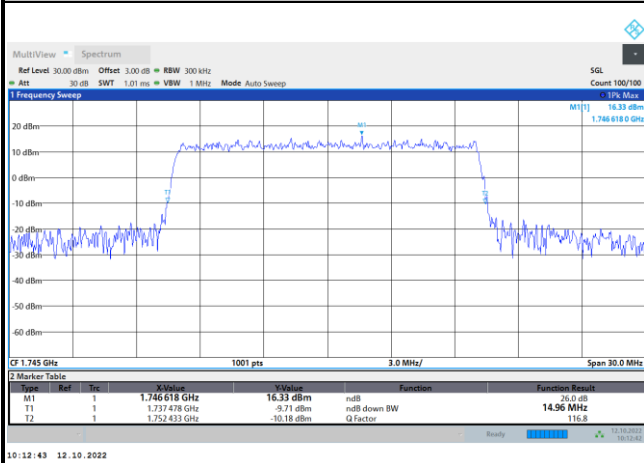 MultiView Spectrum
Ref Level 30.00 dBm Offset 3.00 dB RBW 300 kHz SGL
Att 30 dB SWT 1.01 ms VBW 1 MHz Mode Auto Sweep Count 100/100
1 Frequency Sweep 1Pk Max
M1[1] 16.33 dBm
1.746 618 0 GHz
M1
20 dBm
10 dBm
0 dBm
T1
-10 dBm
-20 dBm
-30 dBm
-40 dBm
-50 dBm
-60 dBm
CF 1.745 GHz 1001 pts 3.0 MHz/ Span 30.0 MHz
2 Marker Table
Type Ref Trc X-Value Y-Value Function Function Result
M1 1 1.746 618 GHz 16.33 dBm ndB 26.0 dB
T1 1 1.737 478 GHz -9.71 dBm ndB down BW 14.96 MHz
T2 1 1.752 433 GHz -10.18 dBm Q Factor 116.8
Ready 12.10.2022
10:12:42
10:12:43 12.10.2022